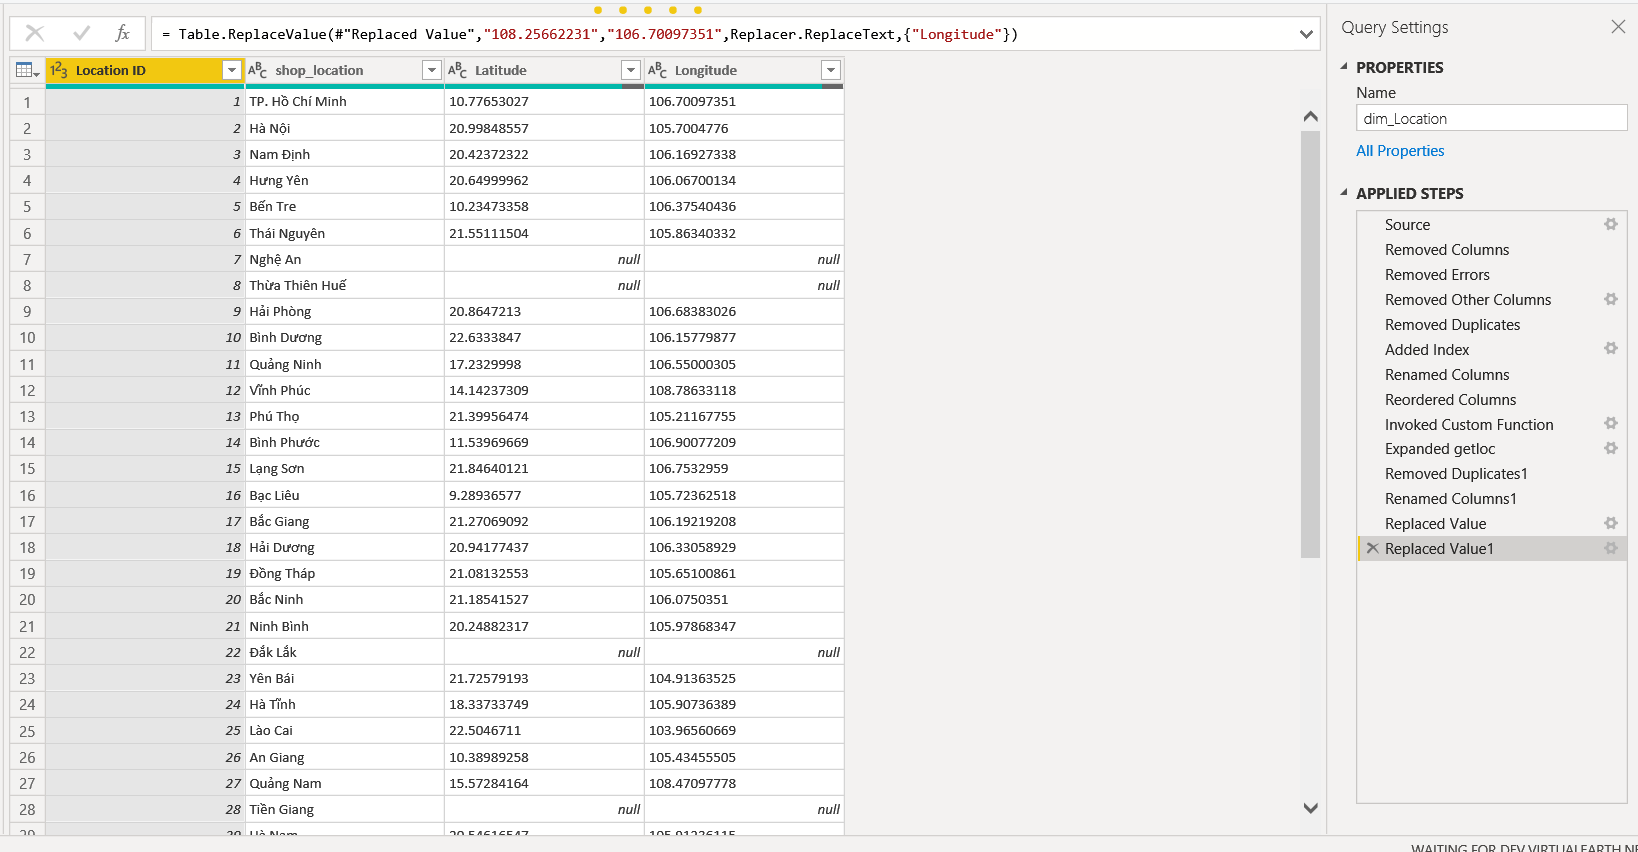 fx = Table.ReplaceValue(#"Replaced Value","108.25662231","106.70097351",Replacer.ReplaceText,{"Longitude"})
1²3 Location ID ABC shop_location ABC Latitude ABC Longitude
1 1 TP. Hồ Chí Minh 10.77653027 106.70097351
2 2 Hà Nội 20.99848557 105.7004776
3 3 Nam Định 20.42372322 106.16927338
4 4 Hưng Yên 20.64999962 106.06700134
5 5 Bến Tre 10.23473358 106.37540436
6 6 Thái Nguyên 21.55111504 105.86340332
7 7 Nghệ An null null
8 8 Thừa Thiên Huế null null
9 9 Hải Phòng 20.8647213 106.68383026
10 10 Bình Dương 22.6333847 106.15779877
11 11 Quảng Ninh 17.2329998 106.55000305
12 12 Vĩnh Phúc 14.14237309 108.78633118
13 13 Phú Thọ 21.39956474 105.21167755
14 14 Bình Phước 11.53969669 106.90077209
15 15 Lạng Sơn 21.84640121 106.7532959
16 16 Bạc Liêu 9.28936577 105.72362518
17 17 Bắc Giang 21.27069092 106.19219208
18 18 Hải Dương 20.94177437 106.33058929
19 19 Đồng Tháp 21.08132553 105.65100861
20 20 Bắc Ninh 21.18541527 106.0750351
21 21 Ninh Bình 20.24882317 105.97868347
22 22 Đắk Lắk null null
23 23 Yên Bái 21.72579193 104.91363525
24 24 Hà Tĩnh 18.33733749 105.90736389
25 25 Lào Cai 22.5046711 103.96560669
26 26 An Giang 10.38989258 105.43455505
27 27 Quảng Nam 15.57284164 108.47097778
28 28 Tiền Giang null null
29 29 Hà Nam 20.54616547 105.91236115
Query Settings
PROPERTIES
Name
dim_Location
All Properties
APPLIED STEPS
Source
Removed Columns
Removed Errors
Removed Other Columns
Removed Duplicates
Added Index
Renamed Columns
Reordered Columns
Invoked Custom Function
Expanded getloc
Removed Duplicates1
Renamed Columns1
Replaced Value
Replaced Value1
WAITING FOR DEV.VIRTUALEARTH.NE